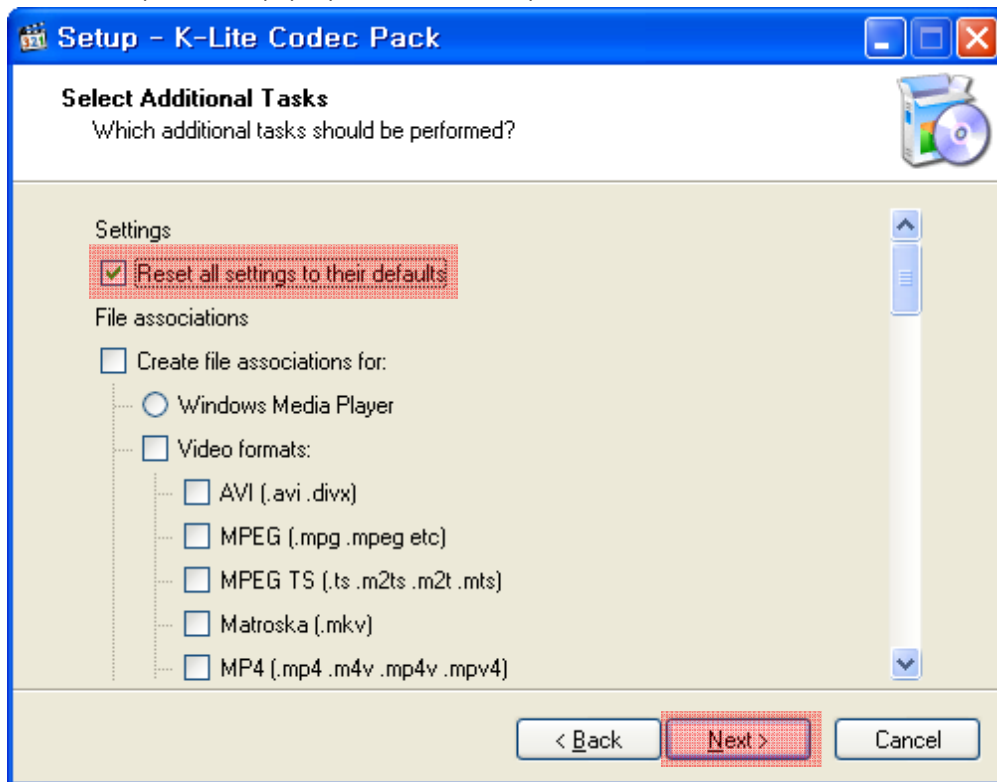 Setup - K-Lite Codec Pack
Select Additional Tasks
Which additional tasks should be performed?
Settings
Reset all settings to their defaults
File associations
Create file associations for:
Windows Media Player
Video formats:
AVI (.avi .divx)
MPEG (.mpg .mpeg etc)
MPEG TS (.ts .m2ts .m2t .mts)
Matroska (.mkv)
MP4 (.mp4 .m4v .mp4v .mpv4)
< Back
Next >
Cancel